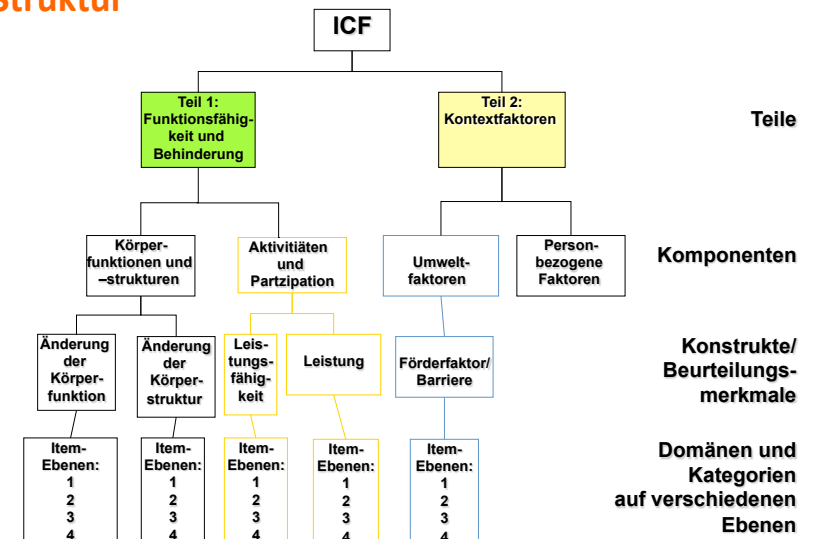 Struktur
ICF
Teil 1:
Funktionsfähig-
keit und
Behinderung
Teil 2:
Kontextfaktoren
Teile
Körper-
funktionen und
–strukturen
Aktivitiäten
und
Partzipation
Umwelt-
faktoren
Person-
bezogene
Faktoren
Komponenten
Änderung
der
Körper-
funktion
Änderung
der
Körper-
struktur
Leis-
tungs-
fähig-
keit
Leistung
Förderfaktor/
Barriere
Konstrukte/
Beurteilungs-
merkmale
Item-
Ebenen:
1
2
3
4
Item-
Ebenen:
1
2
3
4
Item-
Ebenen:
1
2
3
4
Item-
Ebenen:
1
2
3
4
Item-
Ebenen:
1
2
3
4
Domänen und
Kategorien
auf verschiedenen
Ebenen